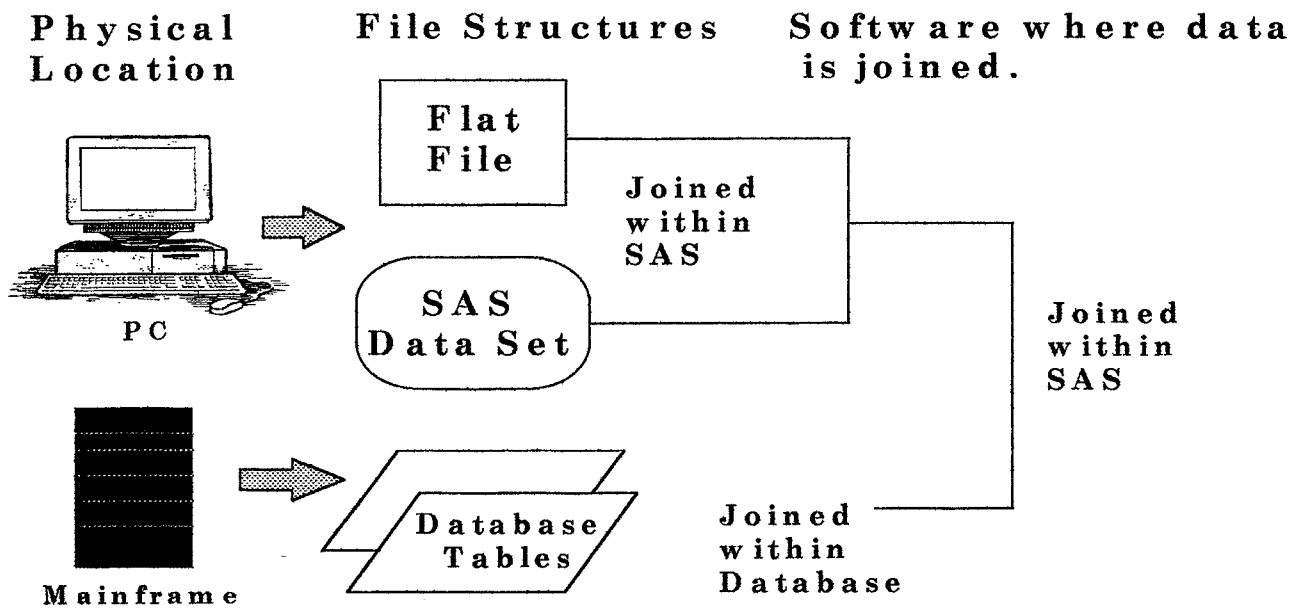 Physical
Location
File Structures
Software where data
is joined.
Flat
File
Joined
within
SAS
PC
SAS
Data Set
Joined
within
SAS
Database
Tables
Joined
within
Database
Mainframe